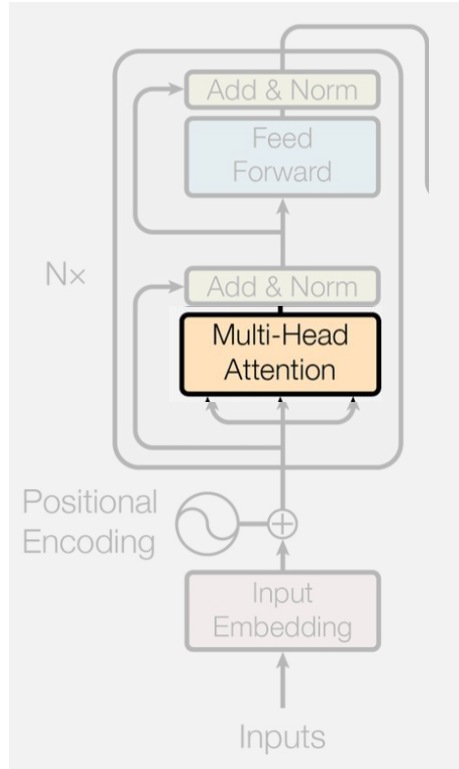 Add & Norm
Feed
Forward
N×
Add & Norm
Multi-Head
Attention
Positional
Encoding
Input
Embedding
Inputs